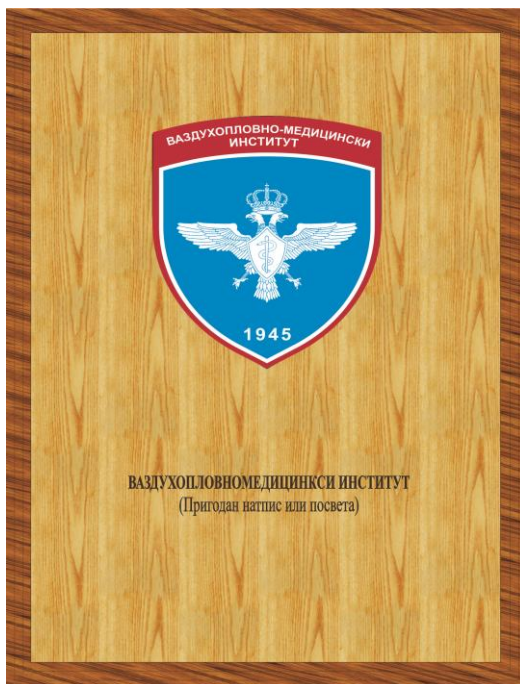 ВАЗДУХОПЛОВНО-МЕДИЦИНСКИ
ИНСТИТУТ
1945
ВАЗДУХОПЛОВНОМЕДИЦИНКСИ ИНСТИТУТ
(Пригодан натпис или посвета)